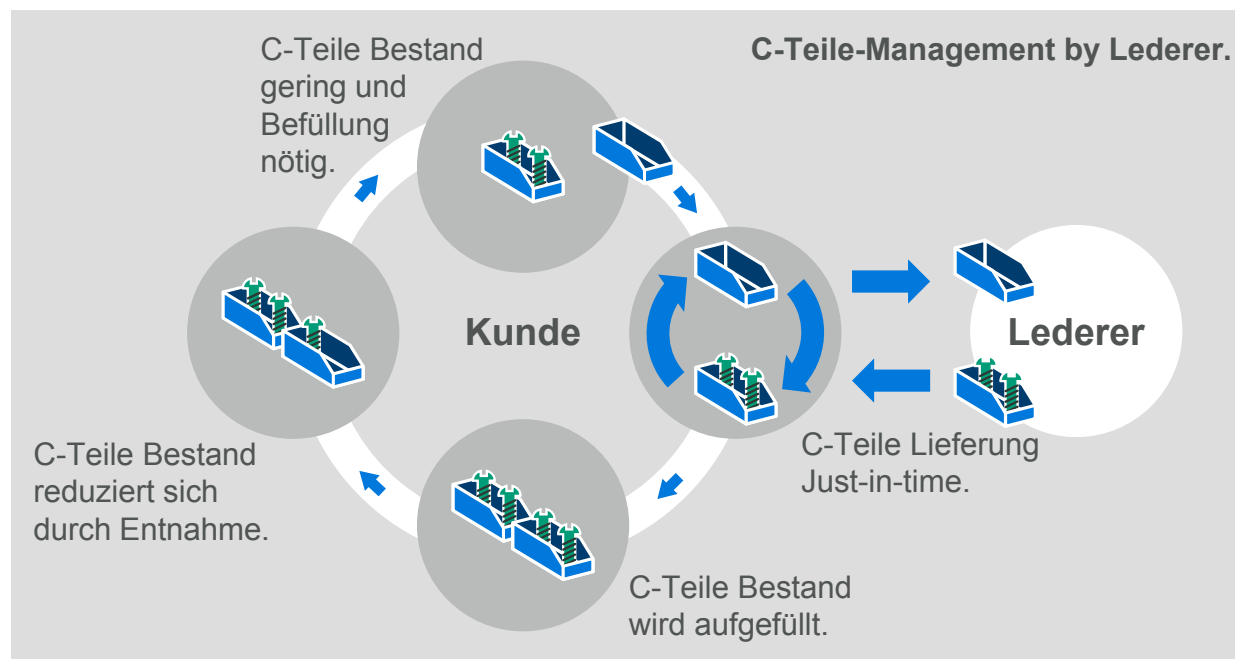 C-Teile Bestand
gering und
Befüllung
nötig.
C-Teile-Management by Lederer.
Kunde
Lederer
C-Teile Lieferung
Just-in-time.
C-Teile Bestand
reduziert sich
durch Entnahme.
C-Teile Bestand
wird aufgefüllt.